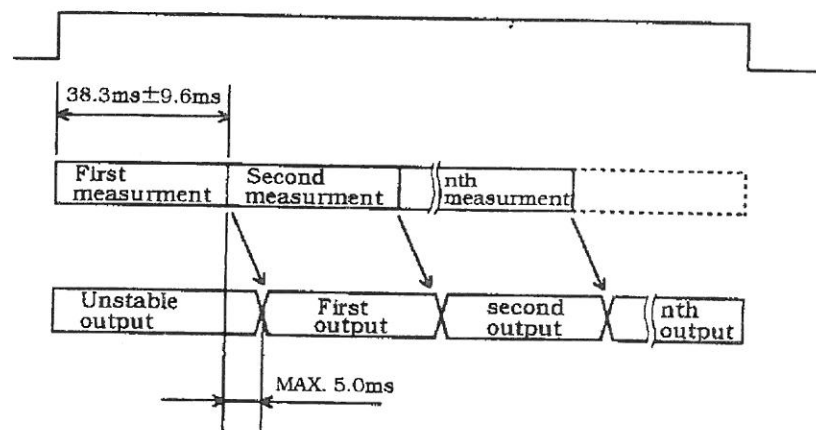 38.3ms±9.6ms
First
measurment
Second
measurment
nth
measurment
Unstable
output
First
output
second
output
nth
output
MAX. 5.0ms